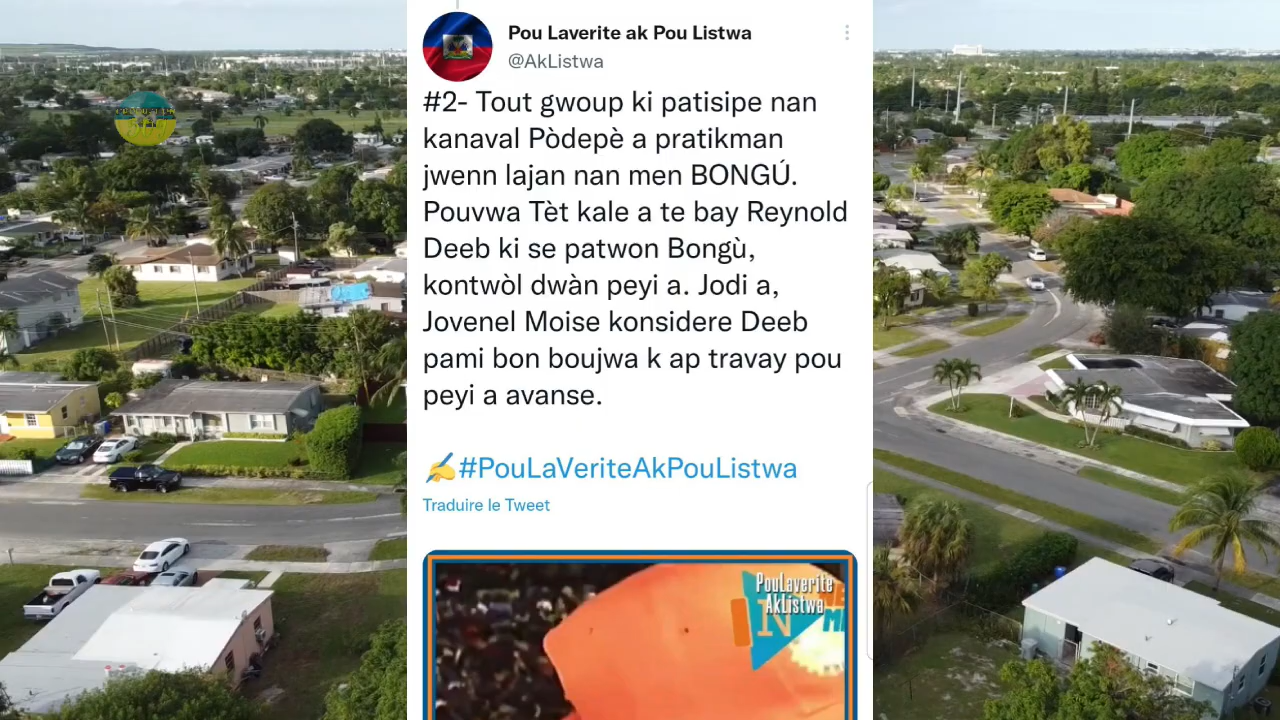 Pou Laverite ak Pou Listwa
@AkListwa
#2- Tout gwoup ki patisipe nan
kanaval Pòdepè a pratikman
jwenn lajan nan men BONGÚ.
Pouvwa Tèt kale a te bay Reynold
Deeb ki se patwon Bongù,
kontwòl dwàn peyi a. Jodi a,
Jovenel Moise konsidere Deeb
pami bon boujwa k ap travay pou
peyi a avanse.
✍️#PouLaVeriteAkPouListwa
Traduire le Tweet
PouLaverite
AkListwa
N